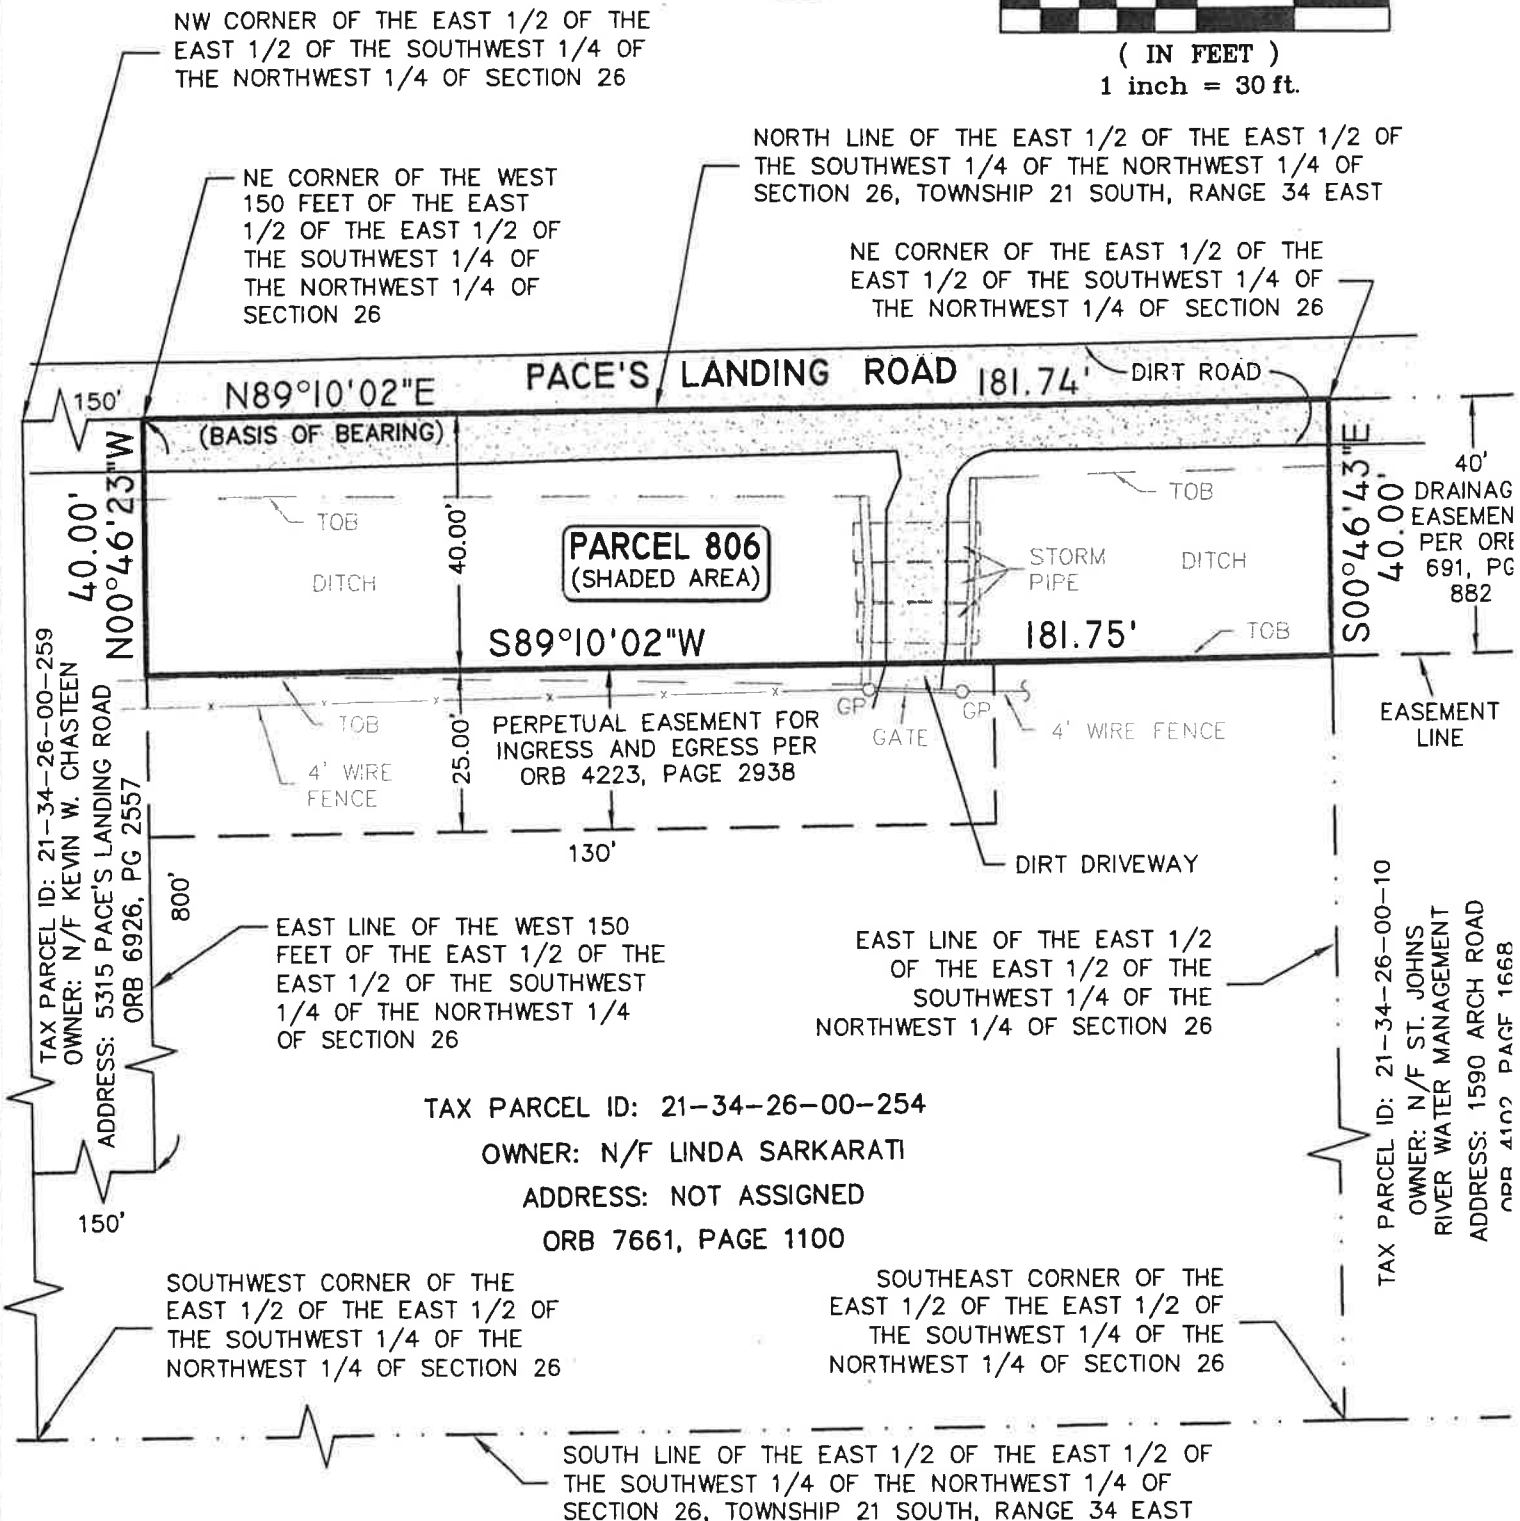 NW CORNER OF THE EAST 1/2 OF THE
EAST 1/2 OF THE SOUTHWEST 1/4 OF
THE NORTHWEST 1/4 OF SECTION 26
( IN FEET )
1 inch = 30 ft.
NORTH LINE OF THE EAST 1/2 OF THE EAST 1/2 OF
THE SOUTHWEST 1/4 OF THE NORTHWEST 1/4 OF
SECTION 26, TOWNSHIP 21 SOUTH, RANGE 34 EAST
NE CORNER OF THE WEST
150 FEET OF THE EAST
1/2 OF THE EAST 1/2 OF
THE SOUTHWEST 1/4 OF
THE NORTHWEST 1/4 OF
SECTION 26
NE CORNER OF THE EAST 1/2 OF THE
EAST 1/2 OF THE SOUTHWEST 1/4 OF
THE NORTHWEST 1/4 OF SECTION 26
PACE'S LANDING ROAD
DIRT ROAD
150'
N89°10'02"E
181.74'
(BASIS OF BEARING)
40.00'
N00°46'23"W
TOB
DITCH
40.00'
PARCEL 806
(SHADED AREA)
STORM
PIPE
TOB
DITCH
S00°46'43"E
40.00'
40'
DRAINAG
EASEMEN
PER ORB
691, PG
882
S89°10'02"W
181.75'
TOB
TOB
4' WIRE
FENCE
25.00'
PERPETUAL EASEMENT FOR
INGRESS AND EGRESS PER
ORB 4223, PAGE 2938
GP
GATE
GP
4' WIRE FENCE
EASEMENT
LINE
130'
DIRT DRIVEWAY
TAX PARCEL ID: 21-34-26-00-259
OWNER: N/F KEVIN W. CHASTEEN
ADDRESS: 5315 PACE'S LANDING ROAD
ORB 6926, PG 2557
800'
EAST LINE OF THE WEST 150
FEET OF THE EAST 1/2 OF THE
EAST 1/2 OF THE SOUTHWEST
1/4 OF THE NORTHWEST 1/4
OF SECTION 26
EAST LINE OF THE EAST 1/2
OF THE EAST 1/2 OF THE
SOUTHWEST 1/4 OF THE
NORTHWEST 1/4 OF SECTION 26
TAX PARCEL ID: 21-34-26-00-10
OWNER: N/F ST. JOHNS
RIVER WATER MANAGEMENT
ADDRESS: 1590 ARCH ROAD
ORB 4102 PAGE 1668
TAX PARCEL ID: 21-34-26-00-254
OWNER: N/F LINDA SARKARATI
ADDRESS: NOT ASSIGNED
ORB 7661, PAGE 1100
150'
SOUTHWEST CORNER OF THE
EAST 1/2 OF THE EAST 1/2 OF
THE SOUTHWEST 1/4 OF THE
NORTHWEST 1/4 OF SECTION 26
SOUTHEAST CORNER OF THE
EAST 1/2 OF THE EAST 1/2 OF
THE SOUTHWEST 1/4 OF THE
NORTHWEST 1/4 OF SECTION 26
SOUTH LINE OF THE EAST 1/2 OF THE EAST 1/2 OF
THE SOUTHWEST 1/4 OF THE NORTHWEST 1/4 OF
SECTION 26, TOWNSHIP 21 SOUTH, RANGE 34 EAST